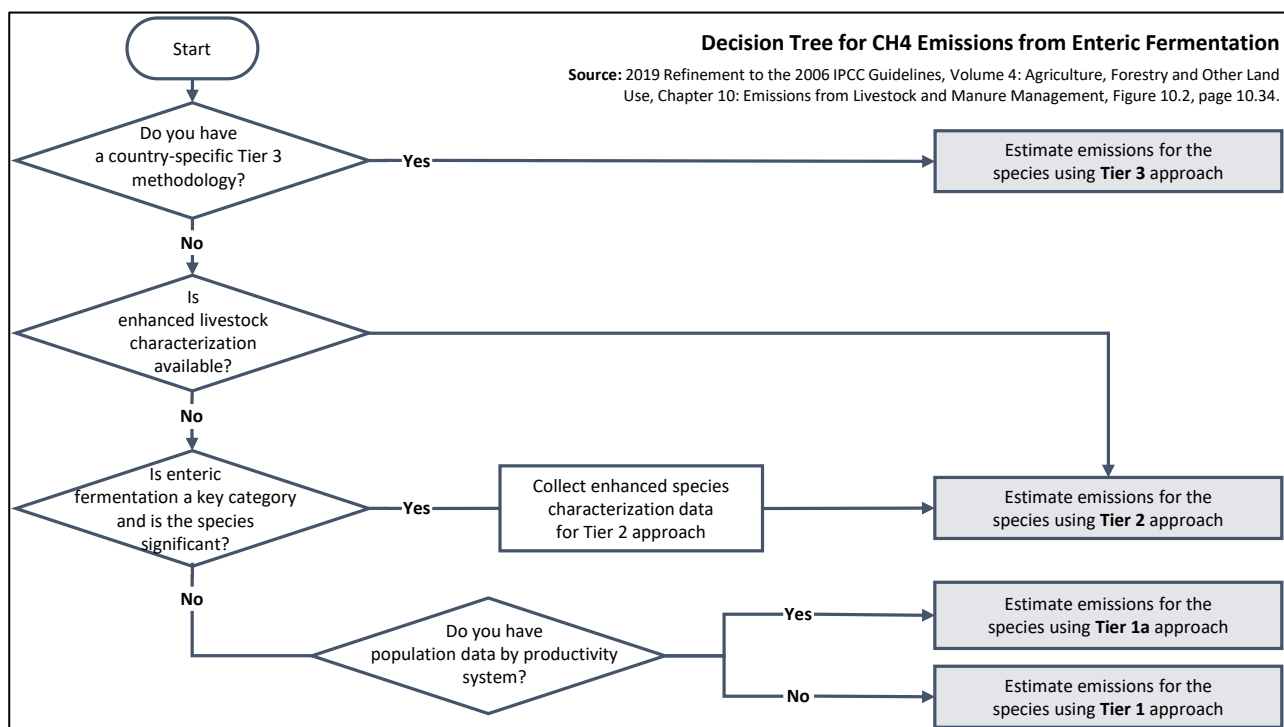 Start
Decision Tree for CH4 Emissions from Enteric Fermentation
Source: 2019 Refinement to the 2006 IPCC Guidelines, Volume 4: Agriculture, Forestry and Other Land
Use, Chapter 10: Emissions from Livestock and Manure Management, Figure 10.2, page 10.34.
Do you have
a country-specific Tier 3
methodology?
Yes
Estimate emissions for the
species using Tier 3 approach
No
Is
enhanced livestock
characterization
available?
No
Is enteric
fermentation a key category
and is the species
significant?
Yes
Collect enhanced species
characterization data
for Tier 2 approach
Estimate emissions for the
species using Tier 2 approach
No
Do you have
population data by productivity
system?
Yes
Estimate emissions for the
species using Tier 1a approach
No
Estimate emissions for the
species using Tier 1 approach